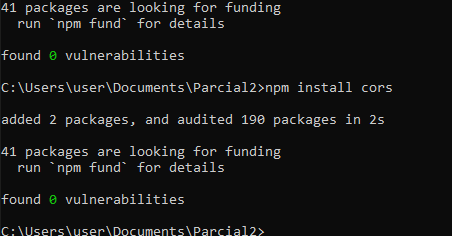 41 packages are looking for funding
  run `npm fund` for details
found 0 vulnerabilities
C:\Users\user\Documents\Parcial2>npm install cors
added 2 packages, and audited 190 packages in 2s
41 packages are looking for funding
  run `npm fund` for details
found 0 vulnerabilities
C:\Users\user\Documents\Parcial2>